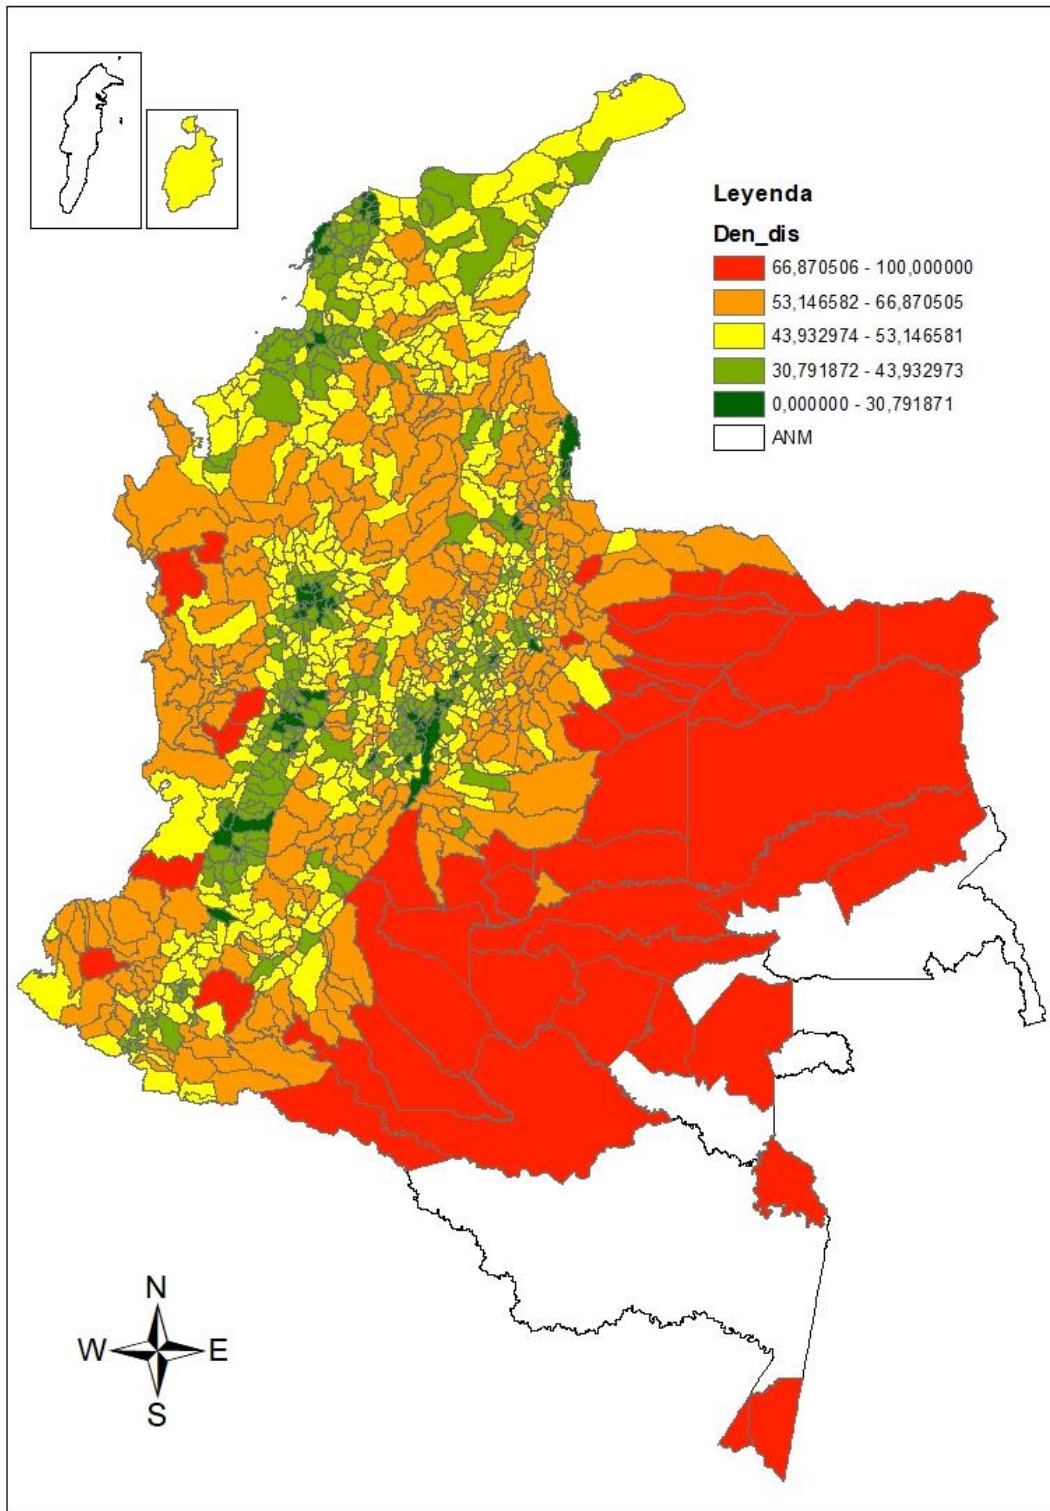 Leyenda
Den_dis
66,870506 - 100,000000
53,146582 - 66,870505
43,932974 - 53,146581
30,791872 - 43,932973
0,000000 - 30,791871
ANM
N
W E
S